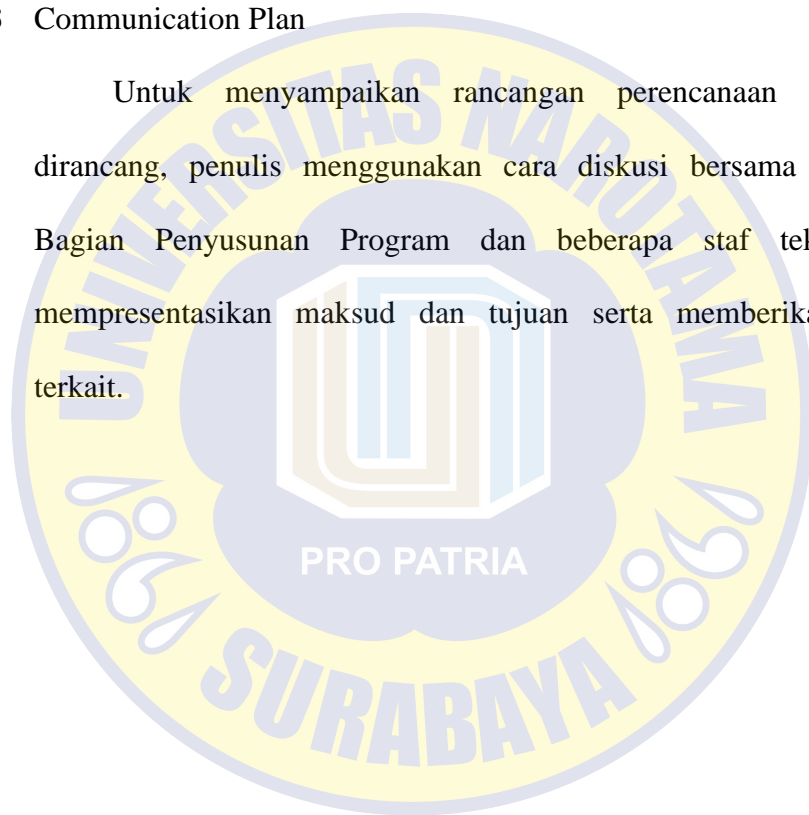 Communication Plan
Untuk menyampaikan rancangan perencanaan
dirancang, penulis menggunakan cara diskusi bersama
Bagian Penyusunan Program dan beberapa staf
mempresentasikan maksud dan tujuan serta
terkait.
UNIVERSITAS NAROTAMA
PRO PATRIA
SURABAYA